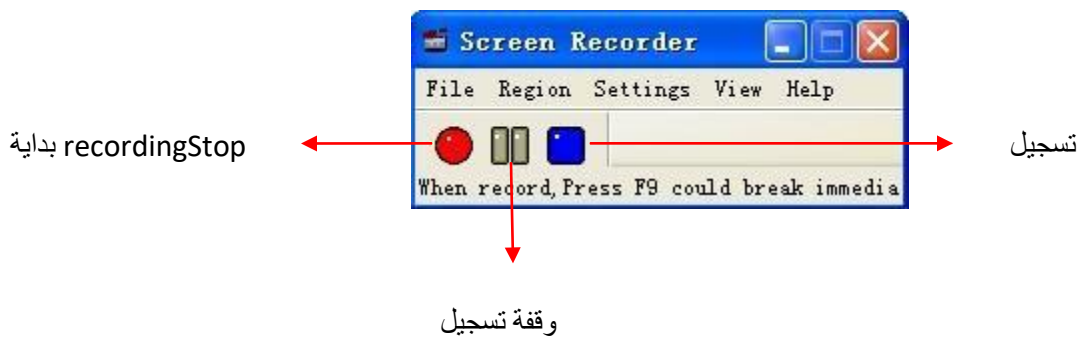 Screen Recorder
File Region Settings View Help
بداية recordingStop
تسجيل
When record,Press F9 could break immedia
وقفة تسجيل